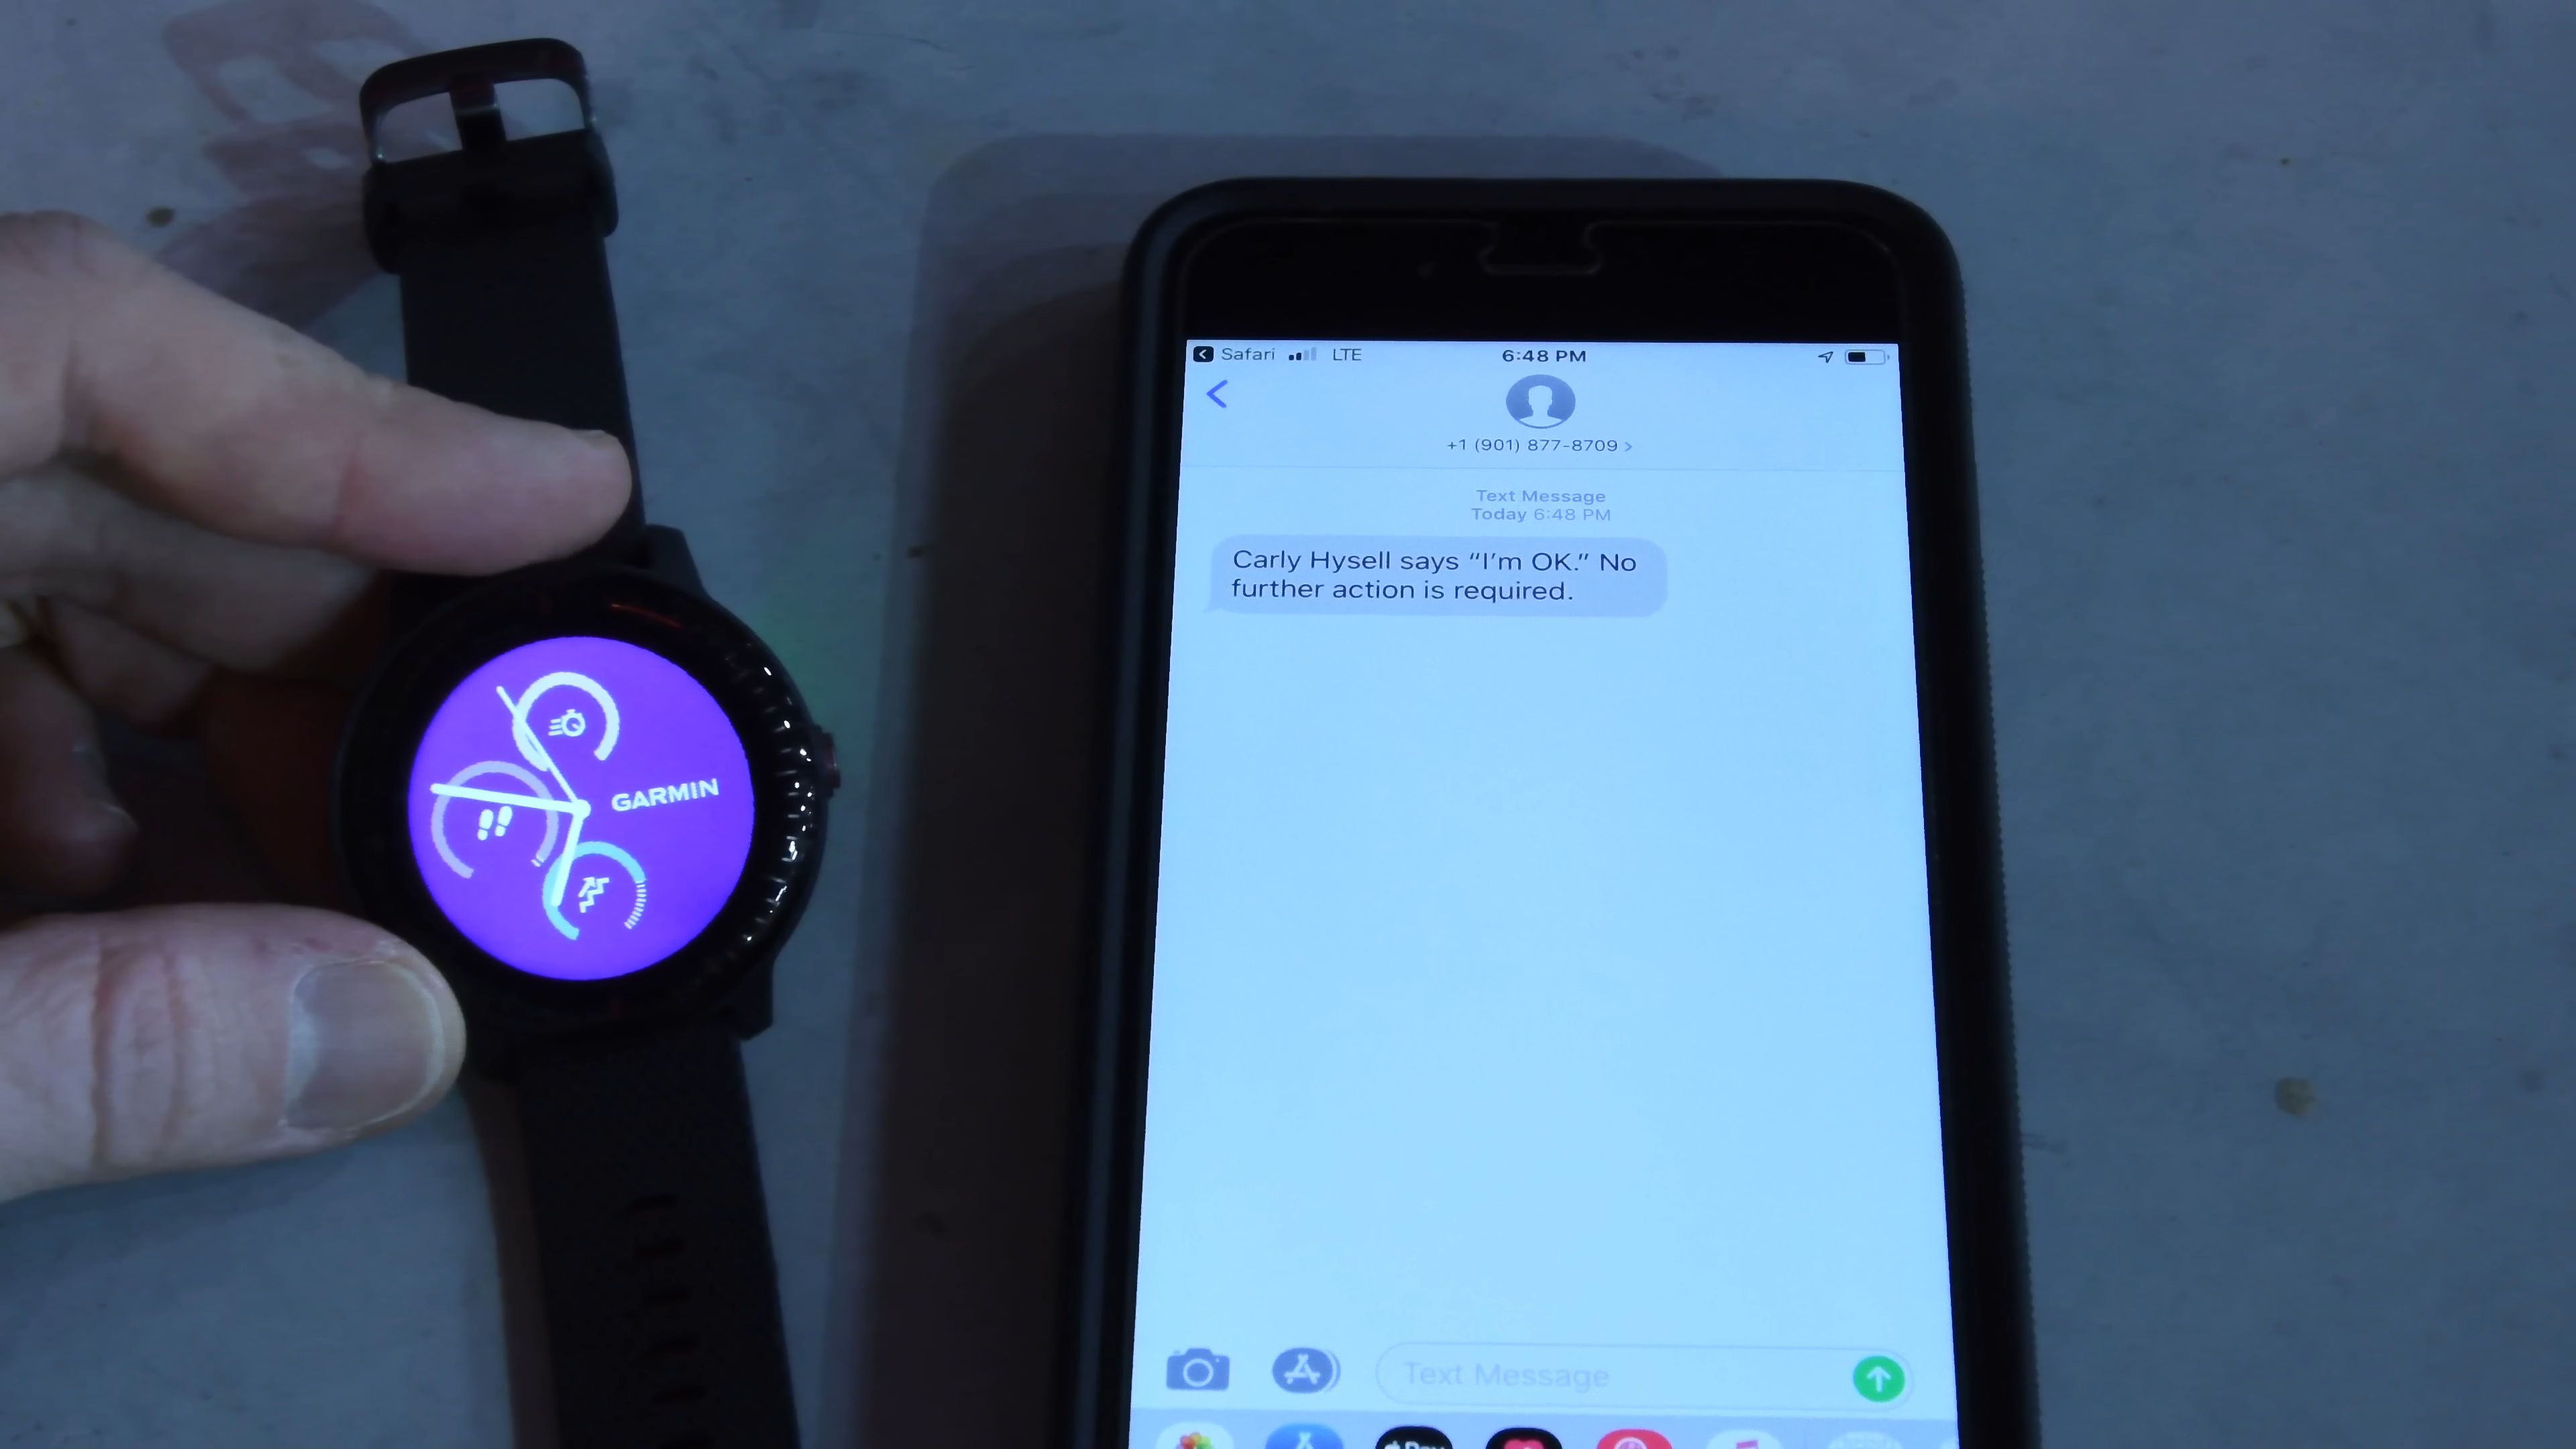 GARMIN
Safari LTE 6:48 PM
+1 (901) 877-8709 >
Text Message
Today 6:48 PM
Carly Hysell says “I’m OK.” No
further action is required.
Text Message
Pay